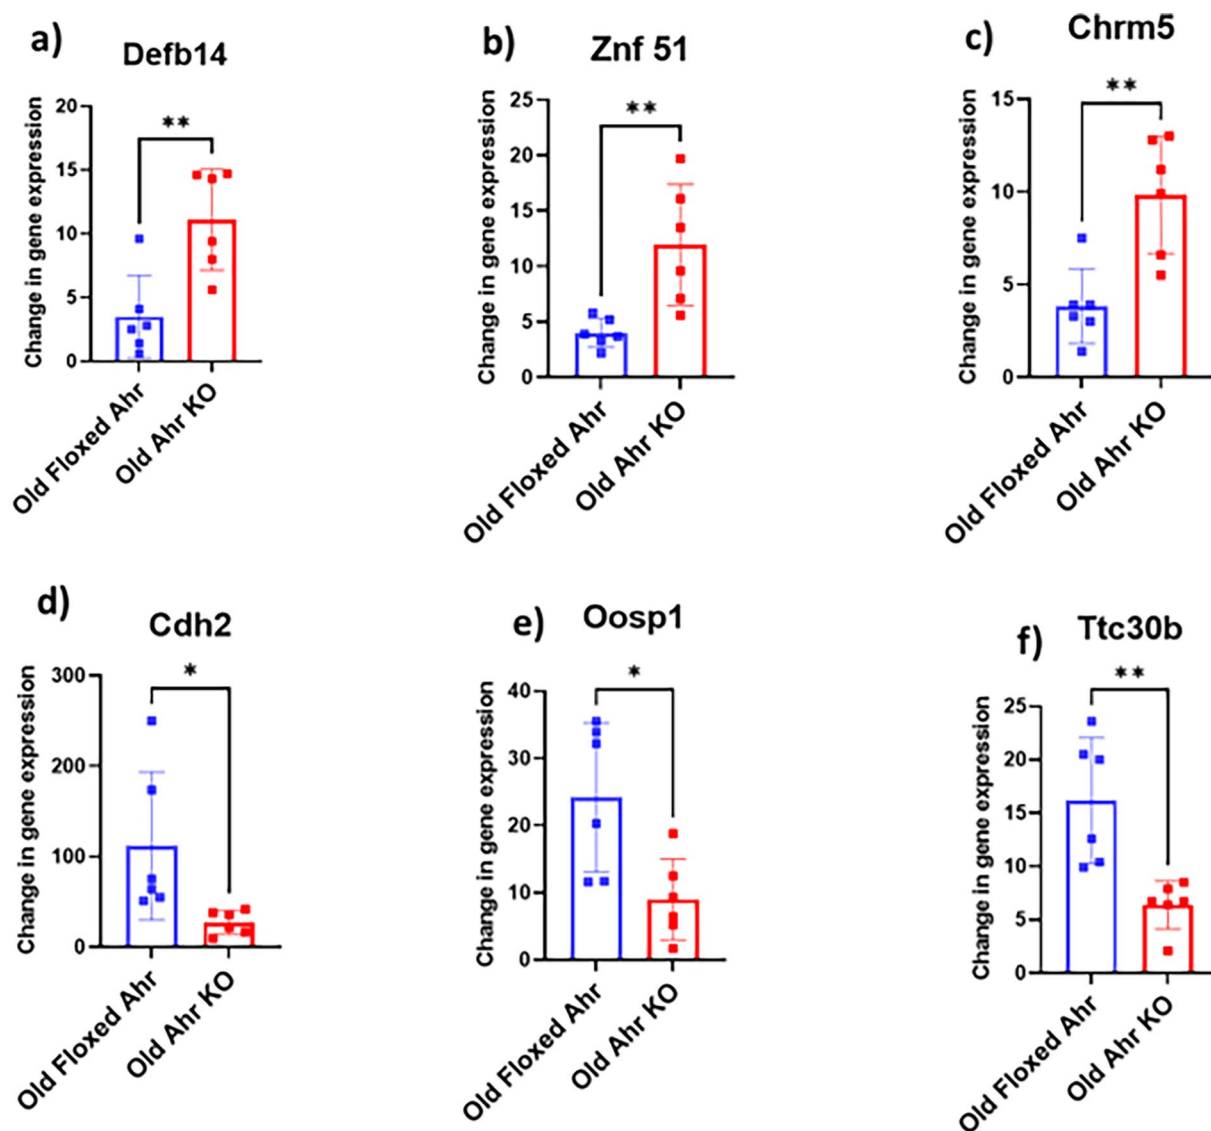 a)
Defb14
Change in gene expression
20
15
10
5
0
**
Old Floxed Ahr
Old Ahr KO
b)
Znf 51
Change in gene expression
25
20
15
10
5
0
**
Old Floxed Ahr
Old Ahr KO
c)
Chrm5
Change in gene expression
15
10
5
0
**
Old Floxed Ahr
Old Ahr KO
d)
Cdh2
Change in gene expression
300
200
100
0
*
Old Floxed Ahr
Old Ahr KO
e)
Oosp1
Change in gene expression
40
30
20
10
0
*
Old Floxed Ahr
Old Ahr KO
f)
Ttc30b
Change in gene expression
25
20
15
10
5
0
**
Old Floxed Ahr
Old Ahr KO